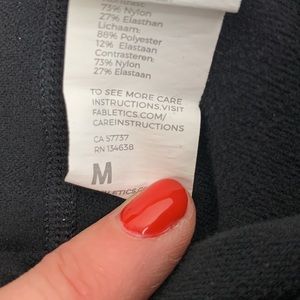 73% Nylon
27% Elasthan
Lichaam:
88% Polyester
12% Elastaan
Contrasteren:
73% Nylon
27% Elastaan
TO SEE MORE CARE
INSTRUCTIONS VISIT
FABLETICS.COM/
CAREINSTRUCTIONS
CA 57737
RN 134638
M